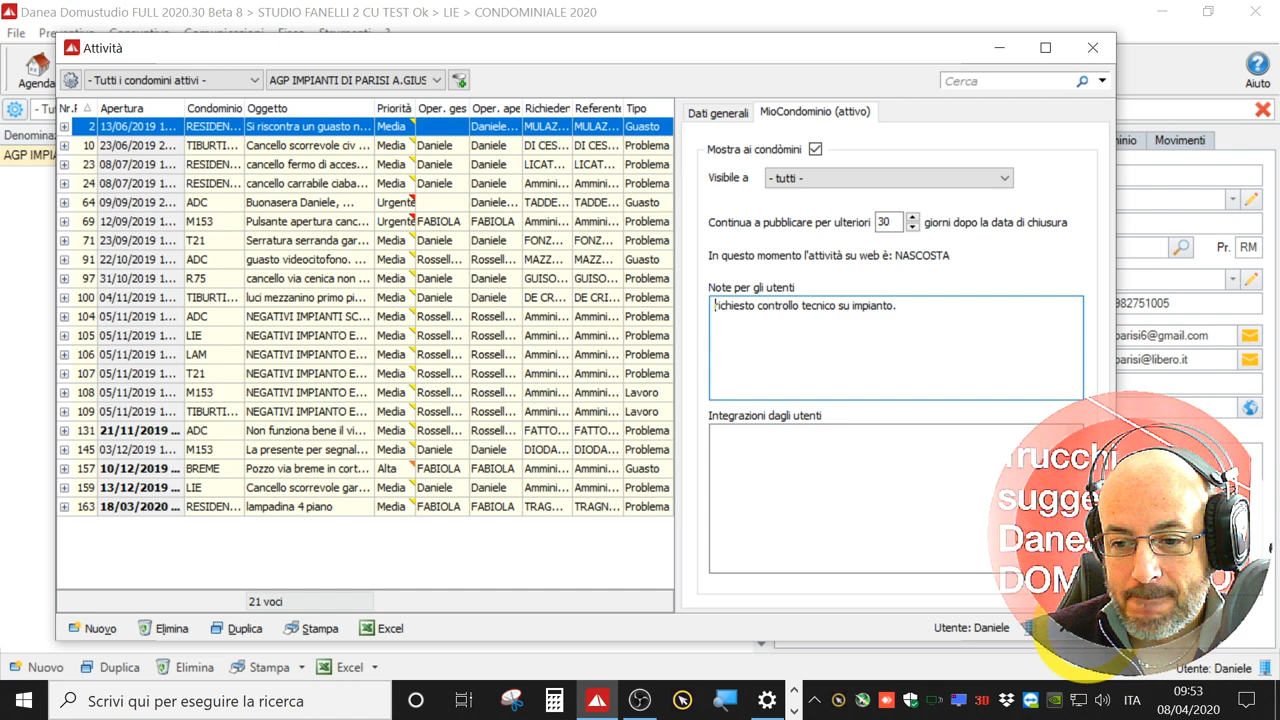 Danea Domustudio FULL 2020.30 Beta 8 > STUDIO FANELLI 2 CU TEST Ok > LIE > CONDOMINIALE 2020
File
Agenda
Aiuto
Attività
- Tutti i condomini attivi -
AGP IMPIANTI DI PARISI A.GIUS
Cerca
Nr.F Apertura Condominio Oggetto Priorità Oper. ges Oper. ape Richieden Referente Tipo
2 13/06/2019 1... RESIDEN... Si riscontra un guasto n... Media Daniele... MULAZ... MULAZ... Guasto
10 23/06/2019 2... TIBURTI... Cancello scorrevole civ ... Media Daniele Daniele DI CES... DI CES... Problema
23 08/07/2019 1... RESIDEN... cancello fermo di acces... Media Daniele Daniele LICAT... LICAT... Problema
24 08/07/2019 1... RESIDEN... cancello carrabile ciaba... Media Daniele Daniele Ammini... Ammini... Problema
64 09/09/2019 1... ADC Buonasera Daniele, ... Urgente Daniele TADDE... TADDE... Guasto
69 12/09/2019 1... M153 Pulsante apertura canc... Urgente FABIOLA FABIOLA Ammini... Ammini... Problema
71 23/09/2019 1... T21 Serratura serranda gar... Media Daniele Daniele FONZ... FONZ... Problema
91 22/10/2019 1... ADC guasto videocitofono. ... Media Daniele Daniele MAZZ... MAZZ... Guasto
97 31/10/2019 1... R75 cancello via cenica non ... Media Daniele Daniele GUISO... GUISO... Problema
100 04/11/2019 1... TIBURTI... luci mezzanino primo pi... Media Daniele Daniele DE CR... DE CRI... Problema
104 05/11/2019 1... ADC NEGATIVI IMPIANTI SC... Media Rossell... Rossell... Ammini... Ammini... Problema
105 05/11/2019 1... LIE NEGATIVI IMPIANTO E... Media Rossell... Rossell... Ammini... Ammini... Problema
106 05/11/2019 1... LAM NEGATIVI IMPIANTO E... Media Rossell... Rossell... Ammini... Ammini... Problema
107 05/11/2019 1... T21 NEGATIVI IMPIANTO E... Media Rossell... Rossell... Ammini... Ammini... Problema
108 05/11/2019 1... M153 NEGATIVI IMPIANTO E... Media Rossell... Rossell... Ammini... Ammini... Lavoro
109 05/11/2019 1... TIBURTI... NEGATIVI IMPIANTO E... Media Rossell... Rossell... Ammini... Ammini... Lavoro
131 21/11/2019 ... ADC Non funziona bene il vi... Media Rossell... Rossell... FATTO... FATTO... Problema
145 03/12/2019 1... M153 La presente per segnal... Media Daniele Daniele DIODA... DIODA... Problema
157 10/12/2019 ... BREME Pozzo via breme in cort... Alta FABIOLA FABIOLA Ammini... Ammini... Guasto
159 13/12/2019 ... LIE Cancello scorrevole gar... Media Daniele Daniele Ammini... Ammini... Problema
163 18/03/2020 ... RESIDEN... lampadina 4 piano Media FABIOLA FABIOLA TRAG... TRAGN... Problema
21 voci
Nuovo Elimina Duplica Stampa Excel
Utente: Daniele
Dati generali MioCondominio (attivo)
Mostra ai condòmini
Visibile a - tutti -
Continua a pubblicare per ulteriori 30 giorni dopo la data di chiusura
In questo momento l'attività su web è: NASCOSTA
Note per gli utenti
richiesto controllo tecnico su impianto.
Integrazioni dagli utenti
- Tu
Denominaz
AGP IMPIA
Movimenti
Pr. RM
982751005
parisi6@gmail.com
parisi@libero.it
Trucchi
sugge
Danea
DOM
Nuovo Duplica Elimina Stampa Excel
Utente: Daniele
Scrivi qui per eseguire la ricerca
30
ITA
09:53
08/04/2020